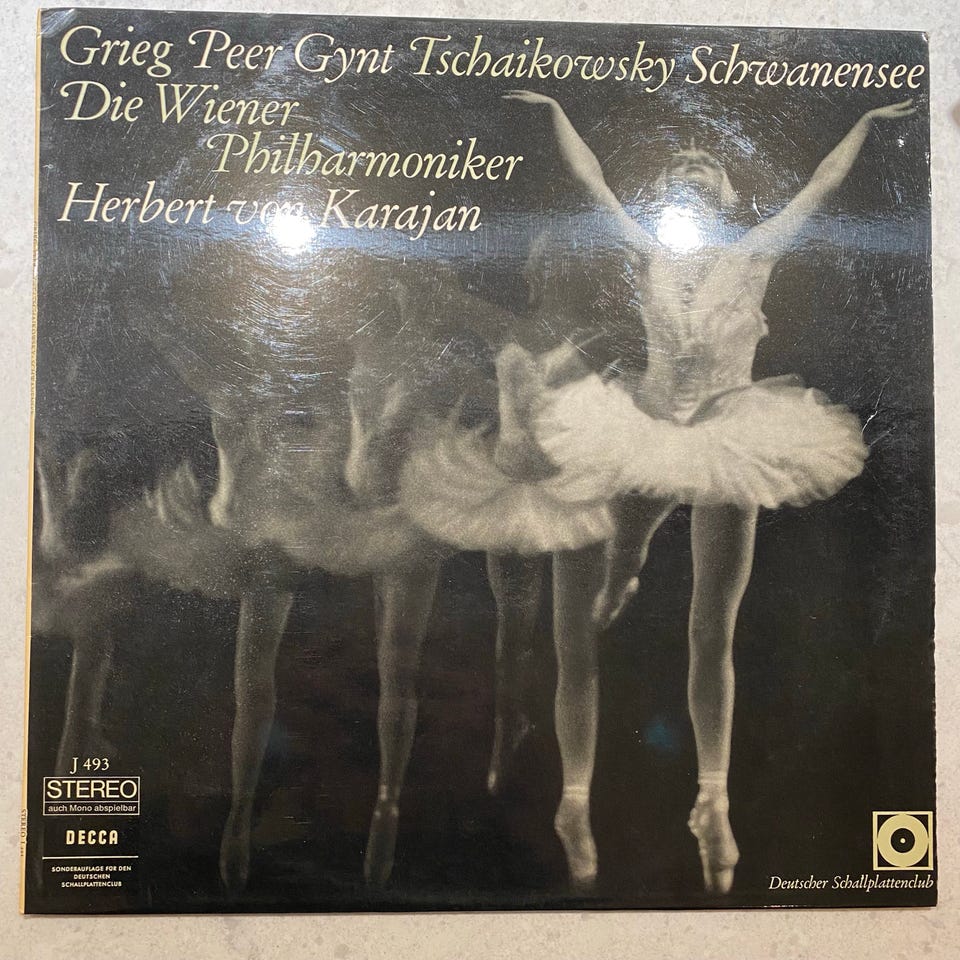 Grieg Peer Gynt Tschaikowsky Schwanensee
Die Wiener
Philharmoniker
Herbert von Karajan
J 493
STEREO
auch Mono abspielbar
DECCA
SONDERAUFLAGE FÜR DEN
DEUTSCHEN
SCHALLPLATTENCLUB
Deutscher Schallplattenclub